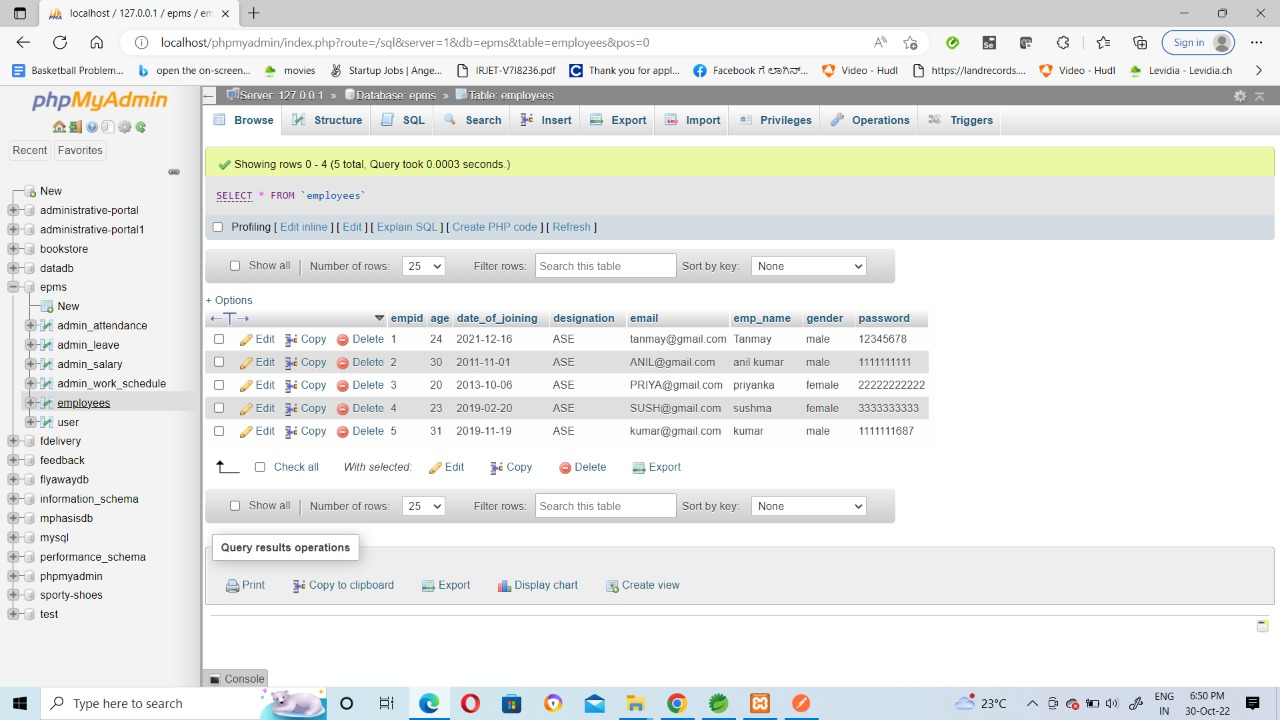 localhost / 127.0.0.1 / epms / em
localhost/phpmyadmin/index.php?route=/sql&server=1&db=epms&table=employees&pos=0
Sign in
Basketball Problem...
open the on-screen...
movies
Startup Jobs | Ange...
IRJET-V7I8236.pdf
Thank you for appl...
Facebook ಗೆ ಲಾಗಿನ್...
Video - Hudl
https://landrecords...
Video - Hudl
Levidia - Levidia.ch
phpMyAdmin
Recent Favorites
New
administrative-portal
administrative-portal1
bookstore
datadb
epms
New
admin_attendance
admin_leave
admin_salary
admin_work_schedule
employees
user
fdelivery
feedback
flyawaydb
information_schema
mphasisdb
mysql
performance_schema
phpmyadmin
sporty-shoes
test
Server: 127.0.0.1 » Database: epms » Table: employees
Browse Structure SQL Search Insert Export Import Privileges Operations Triggers
Showing rows 0 - 4 (5 total, Query took 0.0003 seconds.)
SELECT * FROM `employees`
Profiling [ Edit inline ] [ Edit ] [ Explain SQL ] [ Create PHP code ] [ Refresh ]
Show all | Number of rows: 25 Filter rows: Search this table Sort by key: None
+ Options
empid age date_of_joining designation email emp_name gender password
Edit Copy Delete 1 24 2021-12-16 ASE tanmay@gmail.com Tanmay male 12345678
Edit Copy Delete 2 30 2011-11-01 ASE ANIL@gmail.com anil kumar male 1111111111
Edit Copy Delete 3 20 2013-10-06 ASE PRIYA@gmail.com priyanka female 22222222222
Edit Copy Delete 4 23 2019-02-20 ASE SUSH@gmail.com sushma female 3333333333
Edit Copy Delete 5 31 2019-11-19 ASE kumar@gmail.com kumar male 1111111687
Check all With selected: Edit Copy Delete Export
Show all | Number of rows: 25 Filter rows: Search this table Sort by key: None
Query results operations
Print Copy to clipboard Export Display chart Create view
Console
Type here to search
23°C
ENG
IN
6:50 PM
30-Oct-22